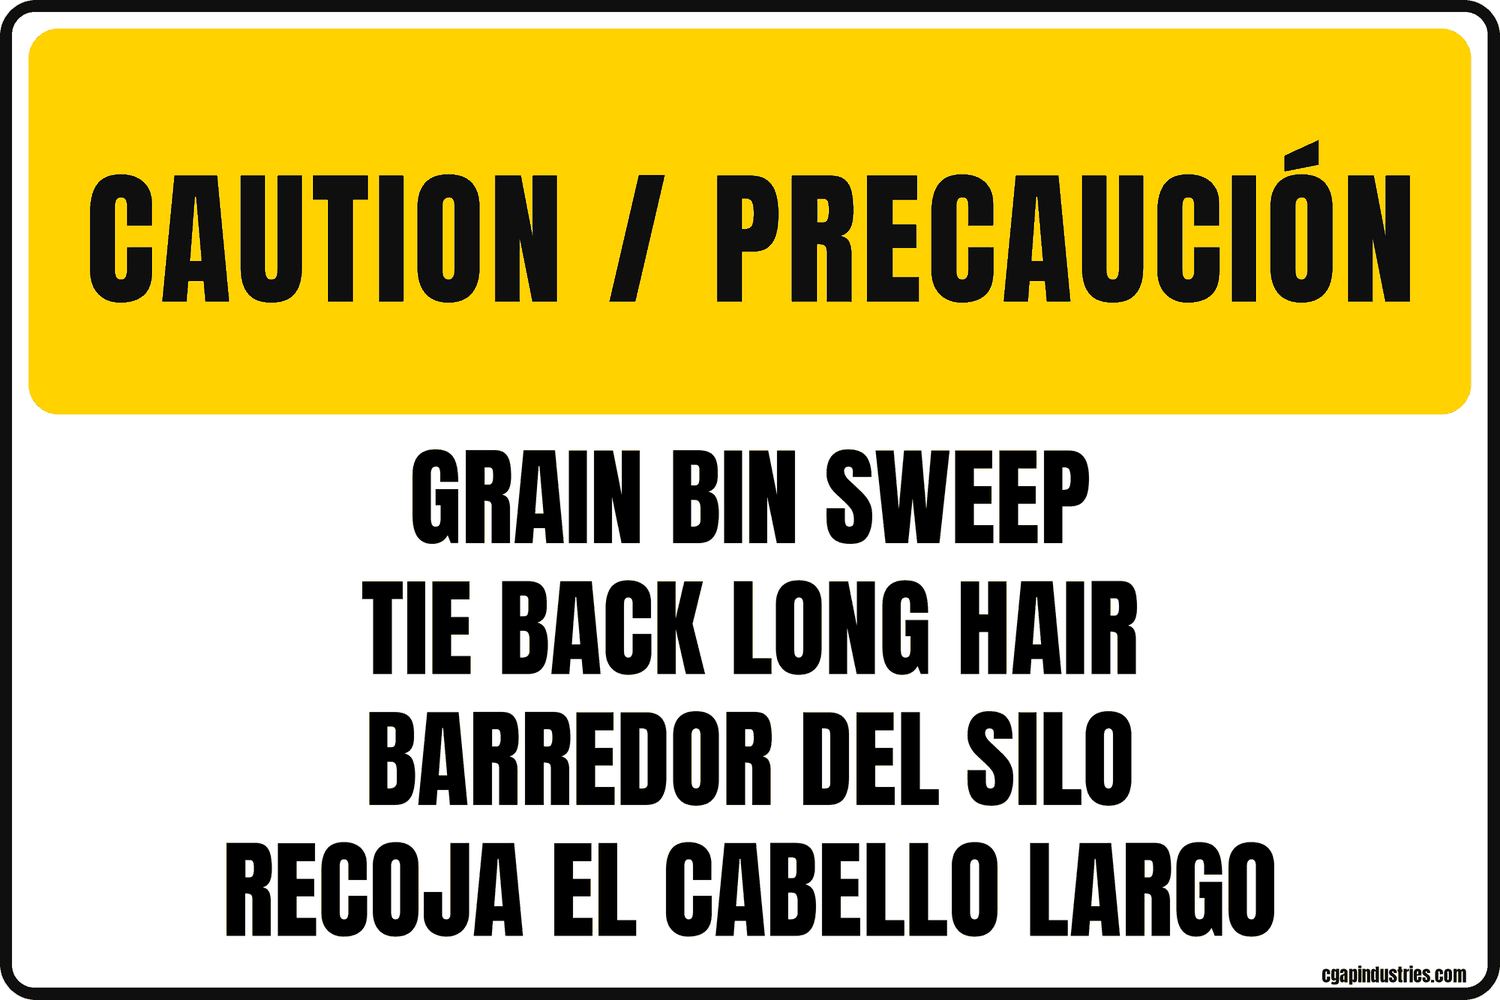 CAUTION / PRECAUCIÓN
GRAIN BIN SWEEP
TIE BACK LONG HAIR
BARREDOR DEL SILO
RECOJA EL CABELLO LARGO
cgapindustries.com